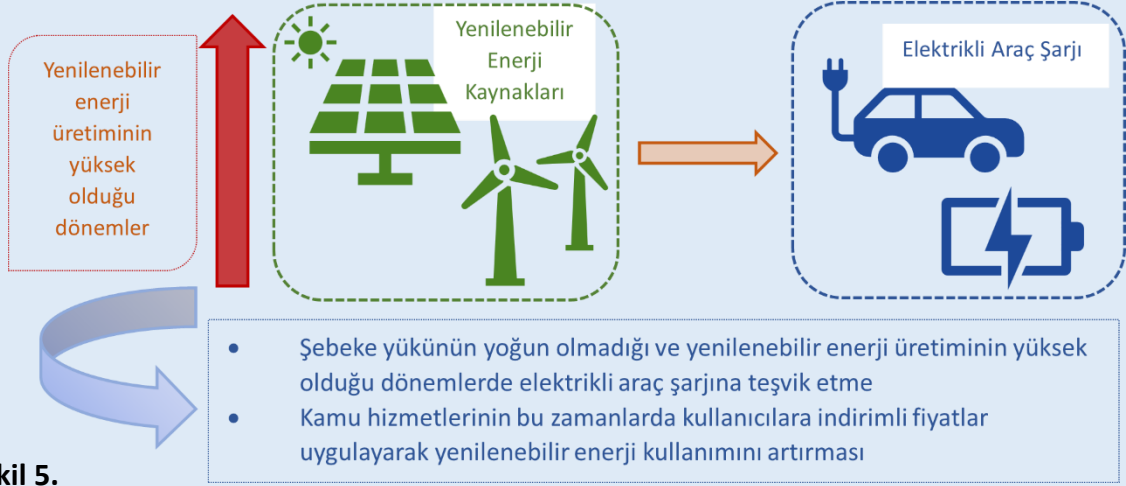 Yenilenebilir
enerji
üretiminin
yüksek
olduğu
dönemler
Yenilenebilir
Enerji
Kaynakları
Elektrikli Araç Şarjı
• Şebeke yükünün yoğun olmadığı ve yenilenebilir enerji üretiminin yüksek
olduğu dönemlerde elektrikli araç şarjına teşvik etme
• Kamu hizmetlerinin bu zamanlarda kullanıcılara indirimli fiyatlar
uygulayarak yenilenebilir enerji kullanımını artırması
kil 5.